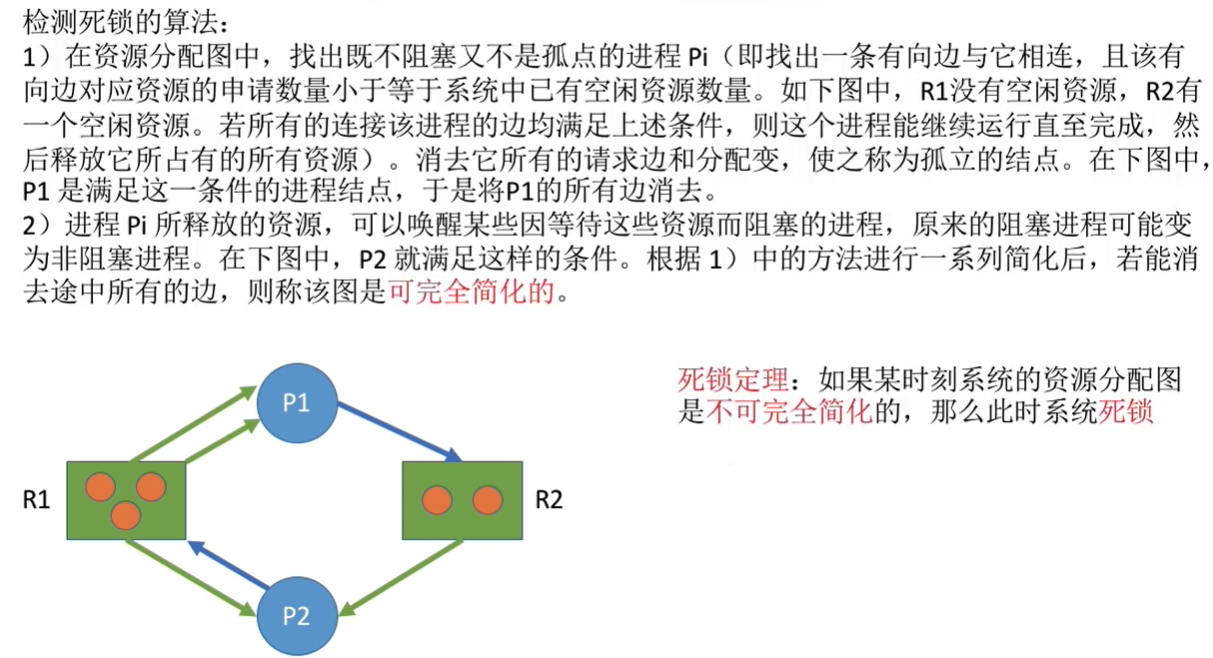 检测死锁的算法：
1）在资源分配图中，找出既不阻塞又不是孤点的进程 Pi（即找出一条有向边与它相连，且该有
向边对应资源的申请数量小于等于系统中已有空闲资源数量。如下图中，R1没有空闲资源，R2有
一个空闲资源。若所有的连接该进程的边均满足上述条件，则这个进程能继续运行直至完成，然
后释放它所占有的所有资源）。消去它所有的请求边和分配变，使之称为孤立的结点。在下图中，
P1 是满足这一条件的进程结点，于是将P1的所有边消去。
2）进程 Pi 所释放的资源，可以唤醒某些因等待这些资源而阻塞的进程，原来的阻塞进程可能变
为非阻塞进程。在下图中，P2 就满足这样的条件。根据 1）中的方法进行一系列简化后，若能消
去途中所有的边，则称该图是可完全简化的。
死锁定理：如果某时刻系统的资源分配图
是不可完全简化的，那么此时系统死锁
P1
R1
R2
P2